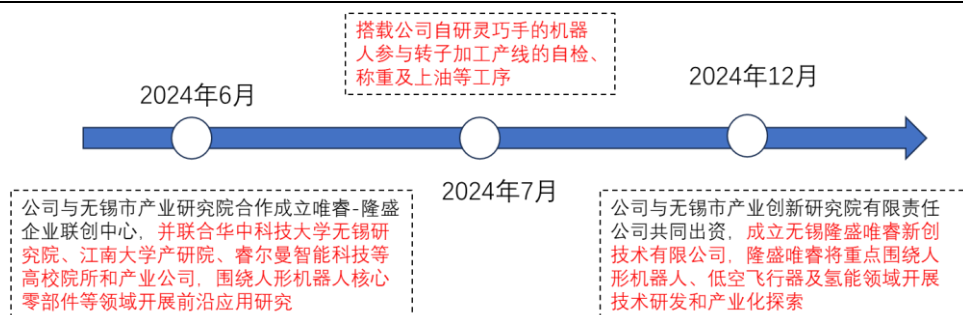 搭载公司自研灵巧手的机器
人参与转子加工产线的自检、
称重及上油等工序
2024年6月
2024年12月
2024年7月
公司与无锡市产业研究院合作成立唯睿-隆盛
企业联创中心，并联合华中科技大学无锡研
究院、江南大学产研院、睿尔曼智能科技等
高校院所和产业公司，围绕人形机器人核心
零部件等领域开展前沿应用研究
公司与无锡市产业创新研究院有限责任
公司共同出资，成立无锡隆盛唯睿新创
技术有限公司，隆盛唯睿将重点围绕人
形机器人、低空飞行器及氢能领域开展
技术研发和产业化探索